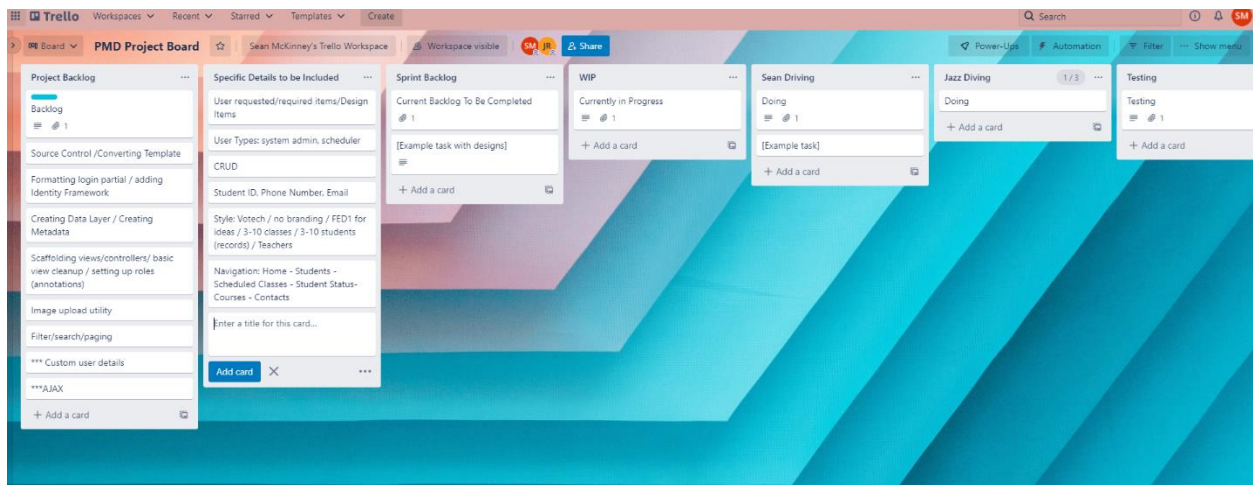 Trello Workspaces Recent Starred Templates Create Search SM
Board PMD Project Board Sean McKinney's Trello Workspace Workspace visible SM JR Share Power-Ups Automation Filter Show menu
Project Backlog
Backlog
1
Source Control /Converting Template
Formatting login partial / adding
Identity Framework
Creating Data Layer / Creating
Metadata
Scaffolding views/controllers/ basic
view cleanup / setting up roles
(annotations)
Image upload utility
Filter/search/paging
*** Custom user details
***AJAX
+ Add a card
Specific Details to be Included
User requested/required items/Design
Items
User Types: system admin, scheduler
CRUD
Student ID, Phone Number, Email
Style: Votech / no branding / FED1 for
ideas / 3-10 classes / 3-10 students
(records) / Teachers
Navigation: Home - Students -
Scheduled Classes - Student Status-
Courses - Contacts
Enter a title for this card...
Add card
Sprint Backlog
Current Backlog To Be Completed
1
[Example task with designs]
+ Add a card
WIP
Currently in Progress
1
+ Add a card
Sean Driving
Doing
1
[Example task]
+ Add a card
Jazz Diving 1/3
Doing
+ Add a card
Testing
Testing
1
+ Add a card